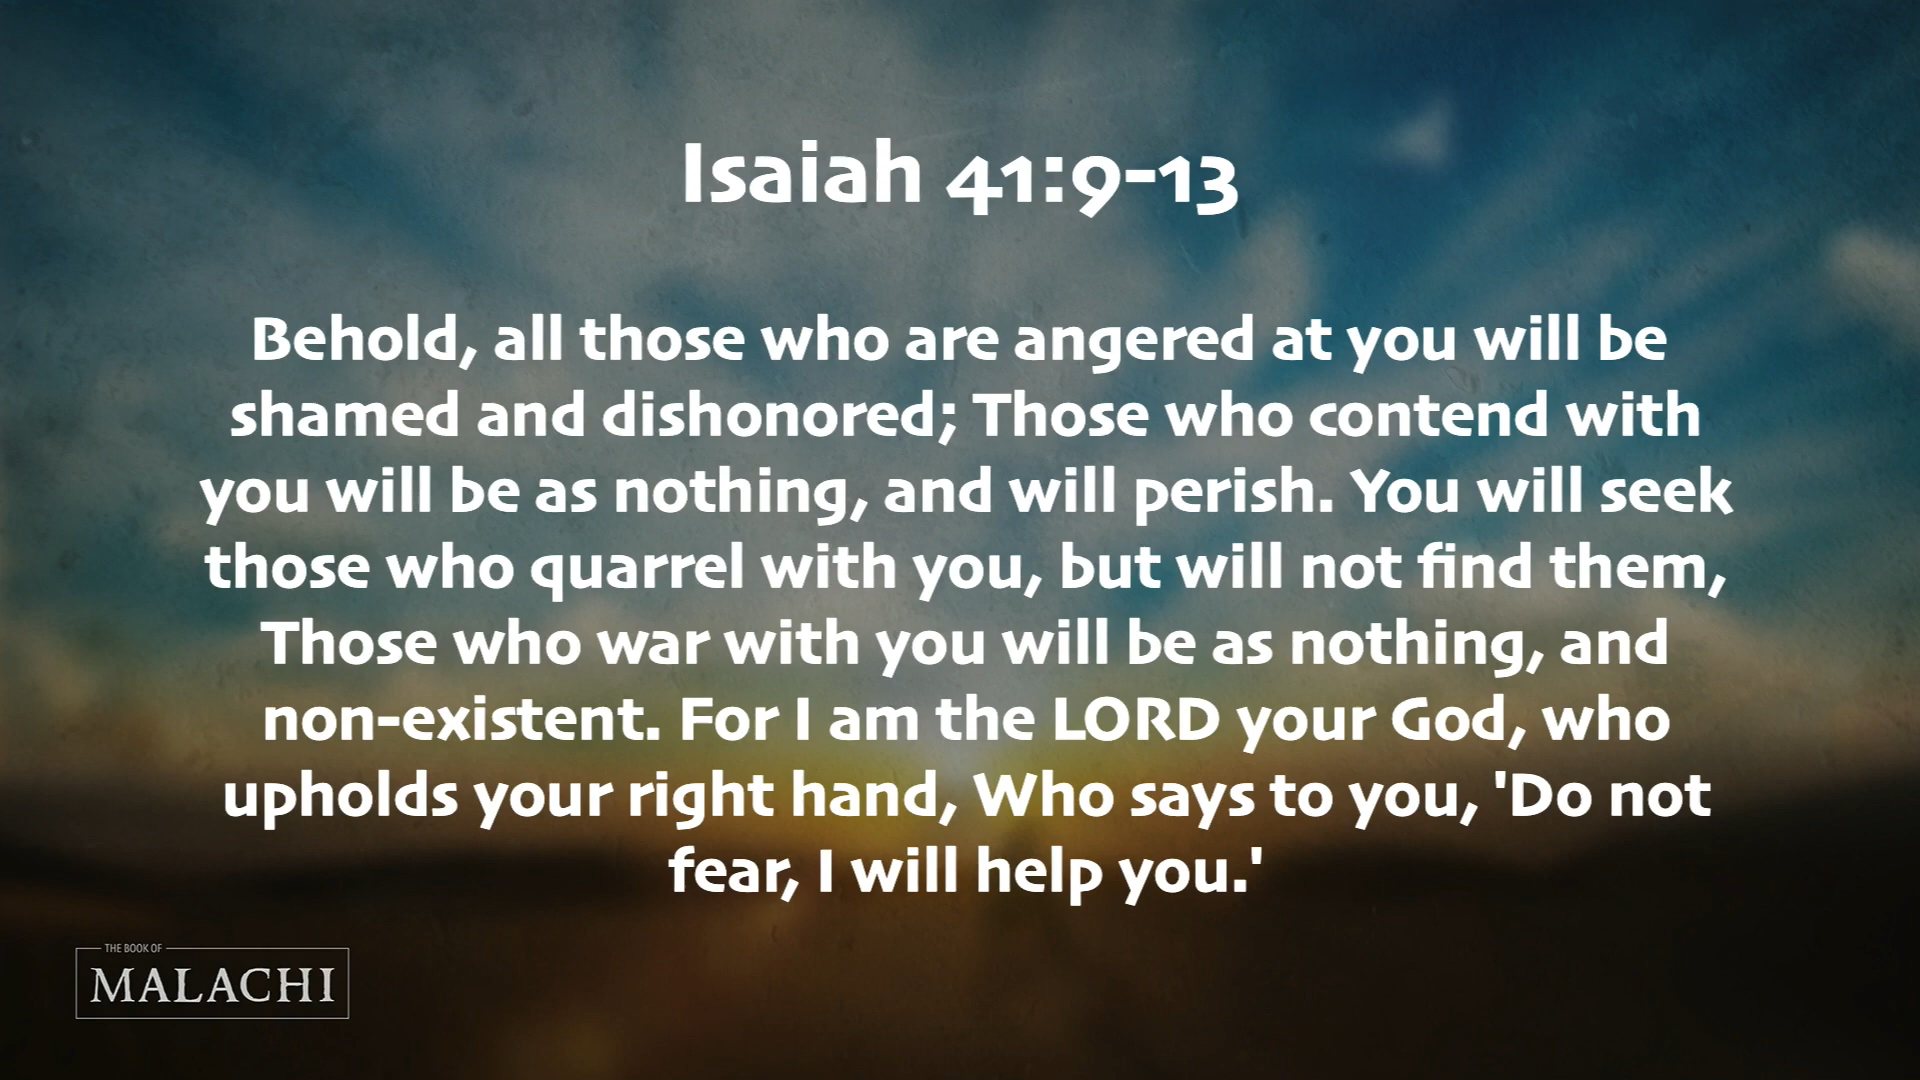 Isaiah 41:9-13
Behold, all those who are angered at you will be
shamed and dishonored; Those who contend with
you will be as nothing, and will perish. You will seek
those who quarrel with you, but will not find them,
Those who war with you will be as nothing, and
non-existent. For I am the LORD your God, who
upholds your right hand, Who says to you, 'Do not
fear, I will help you.'
THE BOOK OF
MALACHI